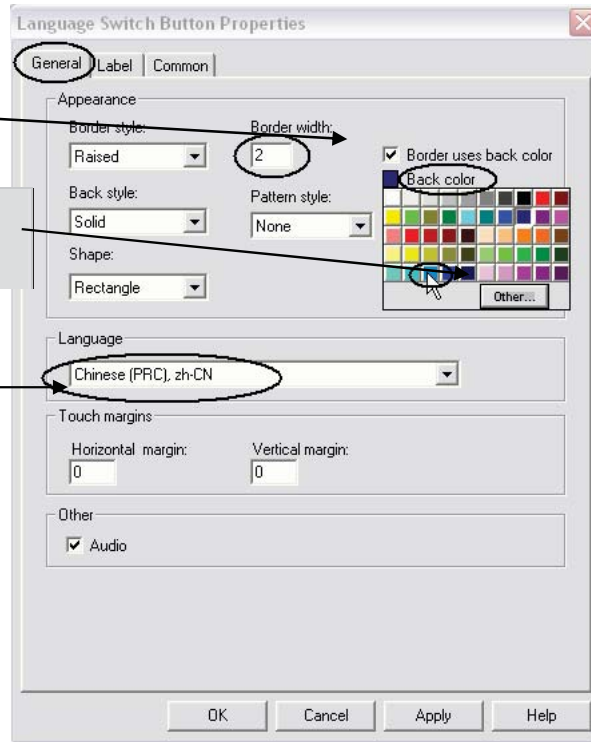 Language Switch Button Properties
General Label Common
Appearance
Border style: Border width:
Raised 2 Border uses back color
Back color
Back style: Pattern style:
Solid None
Shape:
Rectangle
Other...
Language
Chinese (PRC), zh-CN
Touch margins
Horizontal margin: Vertical margin:
0 0
Other
Audio
OK Cancel Apply Help